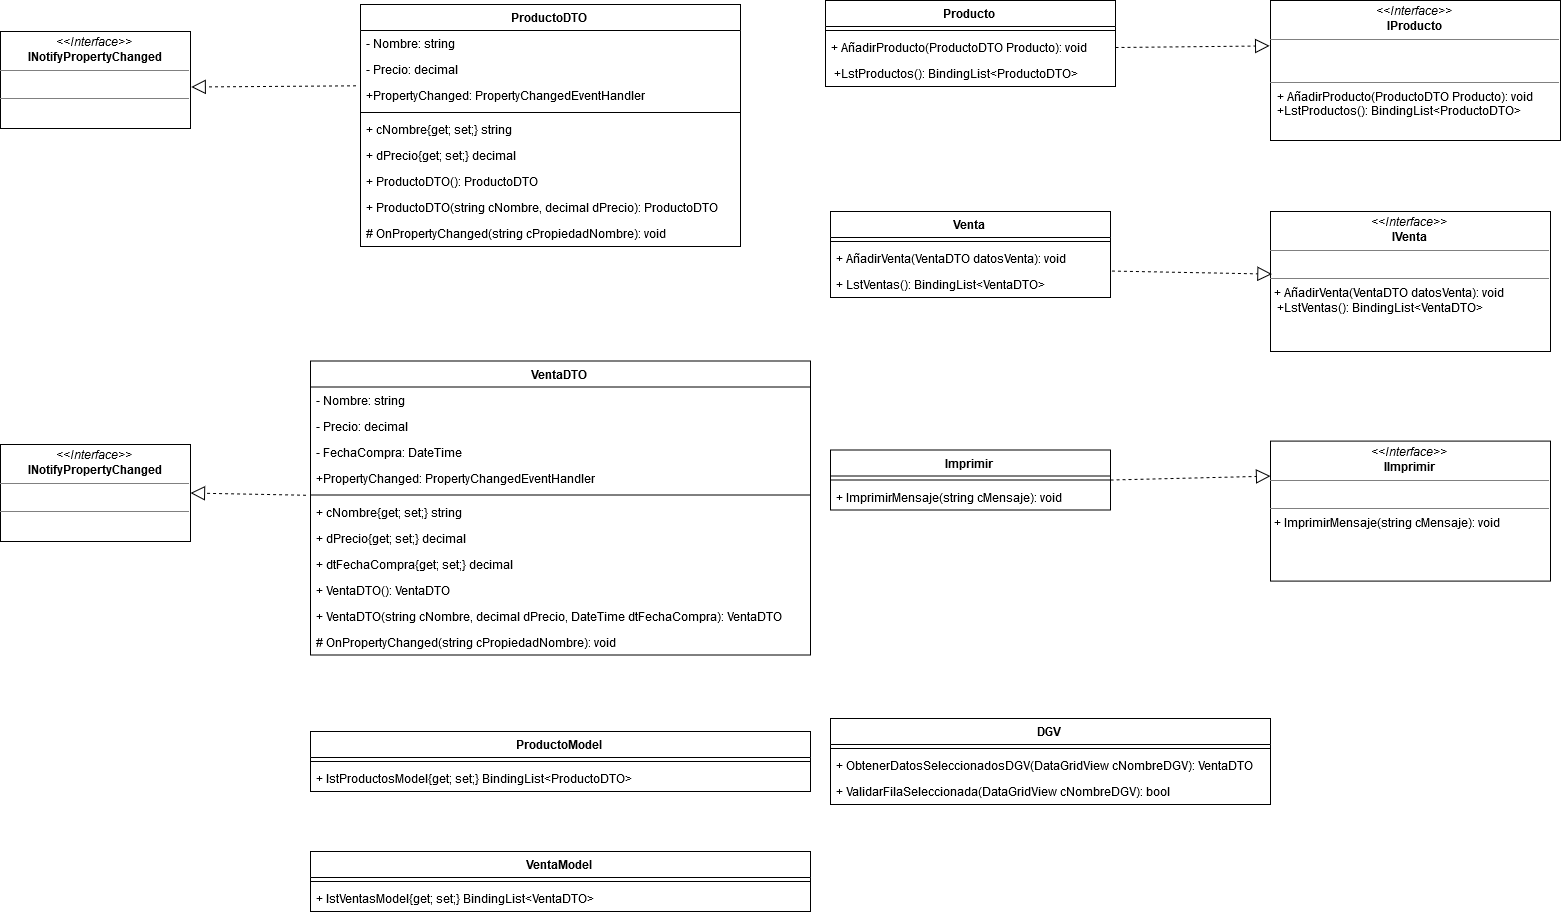 <<Interface>>
INotifyPropertyChanged
ProductoDTO
- Nombre: string
- Precio: decimal
+PropertyChanged: PropertyChangedEventHandler
+ cNombre{get; set;} string
+ dPrecio{get; set;} decimal
+ ProductoDTO(): ProductoDTO
+ ProductoDTO(string cNombre, decimal dPrecio): ProductoDTO
# OnPropertyChanged(string cPropiedadNombre): void
Producto
+ AñadirProducto(ProductoDTO Producto): void
+LstProductos(): BindingList<ProductoDTO>
<<Interface>>
IProducto
+ AñadirProducto(ProductoDTO Producto): void
+LstProductos(): BindingList<ProductoDTO>
Venta
+ AñadirVenta(VentaDTO datosVenta): void
+ LstVentas(): BindingList<VentaDTO>
<<Interface>>
IVenta
+ AñadirVenta(VentaDTO datosVenta): void
+LstVentas(): BindingList<VentaDTO>
<<Interface>>
INotifyPropertyChanged
VentaDTO
- Nombre: string
- Precio: decimal
- FechaCompra: DateTime
+PropertyChanged: PropertyChangedEventHandler
+ cNombre{get; set;} string
+ dPrecio{get; set;} decimal
+ dtFechaCompra{get; set;} decimal
+ VentaDTO(): VentaDTO
+ VentaDTO(string cNombre, decimal dPrecio, DateTime dtFechaCompra): VentaDTO
# OnPropertyChanged(string cPropiedadNombre): void
Imprimir
+ ImprimirMensaje(string cMensaje): void
<<Interface>>
IImprimir
+ ImprimirMensaje(string cMensaje): void
ProductoModel
+ lstProductosModel{get; set;} BindingList<ProductoDTO>
DGV
+ ObtenerDatosSeleccionadosDGV(DataGridView cNombreDGV): VentaDTO
+ ValidarFilaSeleccionada(DataGridView cNombreDGV): bool
VentaModel
+ lstVentasModel{get; set;} BindingList<VentaDTO>